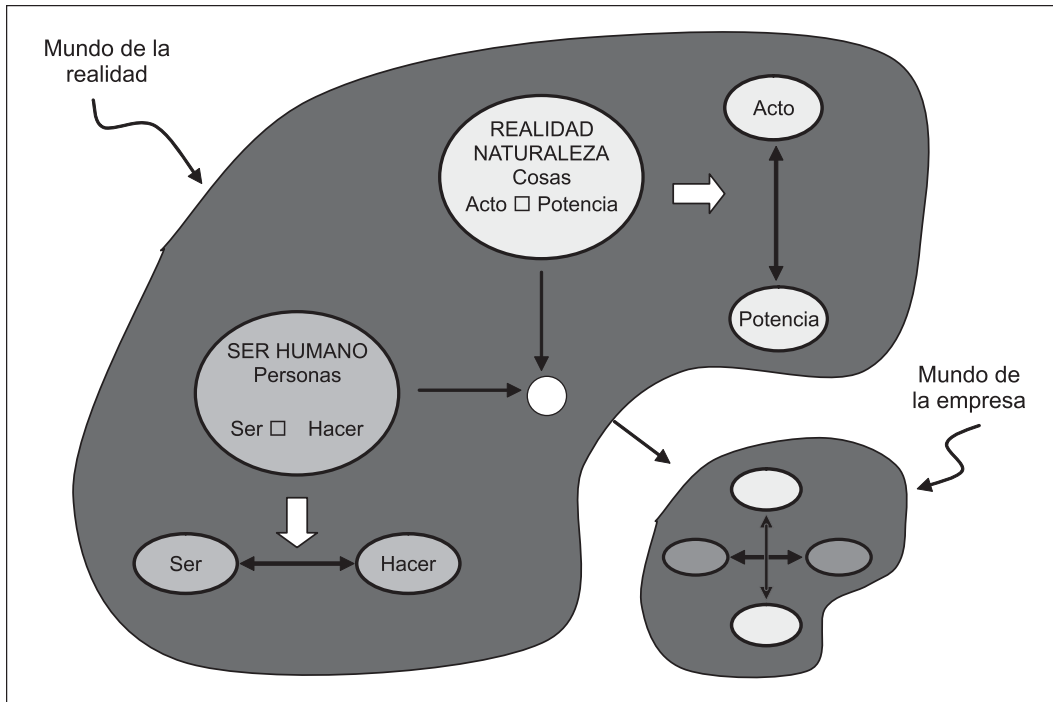 Mundo de la
realidad
REALIDAD
NATURALEZA
Cosas
Acto □ Potencia
Acto
Potencia
SER HUMANO
Personas
Ser □ Hacer
Ser
Hacer
Mundo de
la empresa